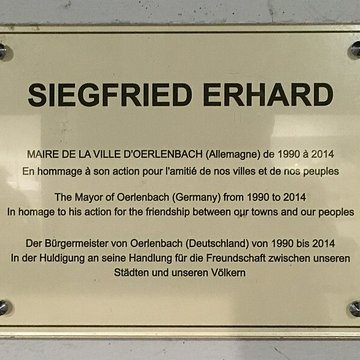 SIEGFRIED ERHARD
MAIRE DE LA VILLE D'OERLENBACH (Allemagne) de 1990 à 2014
En hommage à son action pour l'amitié de nos villes et de nos peuples
The Mayor of Oerlenbach (Germany) from 1990 to 2014
In homage to his action for the friendship between our towns and our peoples
Der Bürgermeister von Oerlenbach (Deutschland) von 1990 bis 2014
In der Huldigung an seine Handlung für die Freundschaft zwischen unseren
Städten und unseren Völkern